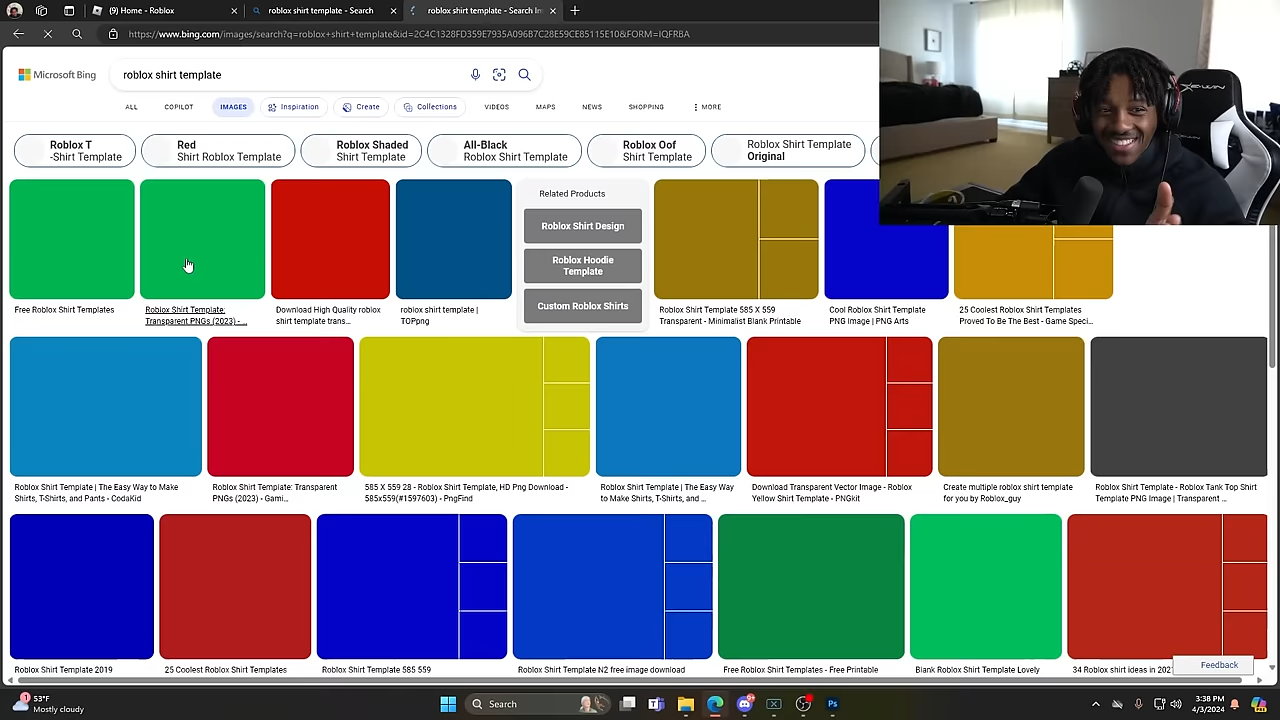 (9) Home - Roblox
roblox shirt template - Search
roblox shirt template - Search Im
https://www.bing.com/images/search?q=roblox+shirt+template&id=2C4C1328FD359E7935A096B7C28E59CE85115E10&FORM=IQFRBA
Microsoft Bing
roblox shirt template
ALL
COPILOT
IMAGES
Inspiration
Create
Collections
VIDEOS
MAPS
NEWS
SHOPPING
MORE
Roblox T
-Shirt Template
Red
Shirt Roblox Template
Roblox Shaded
Shirt Template
All-Black
Roblox Shirt Template
Roblox Oof
Shirt Template
Roblox Shirt Template
Original
Related Products
Roblox Shirt Design
Roblox Hoodie
Template
Custom Roblox Shirts
Free Roblox Shirt Templates
Roblox Shirt Template:
Transparent PNGs (2023) - ...
Download High Quality roblox
shirt template trans...
roblox shirt template |
TOPpng
Roblox Shirt Template 585 X 559
Transparent - Minimalist Blank Printable
Cool Roblox Shirt Template
PNG Image | PNG Arts
25 Coolest Roblox Shirt Templates
Proved To Be The Best - Game Speci...
Roblox Shirt Template | The Easy Way to Make
Shirts, T-Shirts, and Pants - CodaKid
Roblox Shirt Template: Transparent
PNGs (2023) - Gami...
585 X 559 28 - Roblox Shirt Template, HD Png Download -
585x559(#1597603) - PngFind
Roblox Shirt Template | The Easy Way
to Make Shirts, T-Shirts, and ...
Download Transparent Vector Image - Roblox
Yellow Shirt Template - PNGkit
Create multiple roblox shirt template
for you by Roblox_guy
Roblox Shirt Template - Roblox Tank Top Shirt
Template PNG Image | Transparent ...
Roblox Shirt Template 2019
25 Coolest Roblox Shirt Templates
Roblox Shirt Template 585 559
Roblox Shirt Template N2 free image download
Free Roblox Shirt Templates - Free Printable
Blank Roblox Shirt Template Lovely
34 Roblox shirt ideas in 202
Feedback
1
53°F
Mostly cloudy
Search
Ps
3:38 PM
4/3/2024